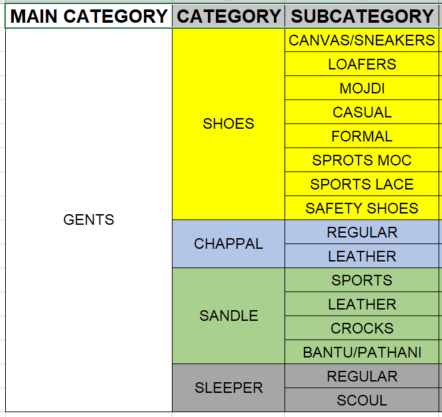 MAIN CATEGORY CATEGORY SUBCATEGORY
CANVAS/SNEAKERS
LOAFERS
MOJDI
CASUAL
SHOES
FORMAL
SPROTS MOC
SPORTS LACE
SAFETY SHOES
GENTS
CHAPPAL
REGULAR
LEATHER
SANDLE
SPORTS
LEATHER
CROCKS
BANTU/PATHANI
SLEEPER
REGULAR
SCOUL